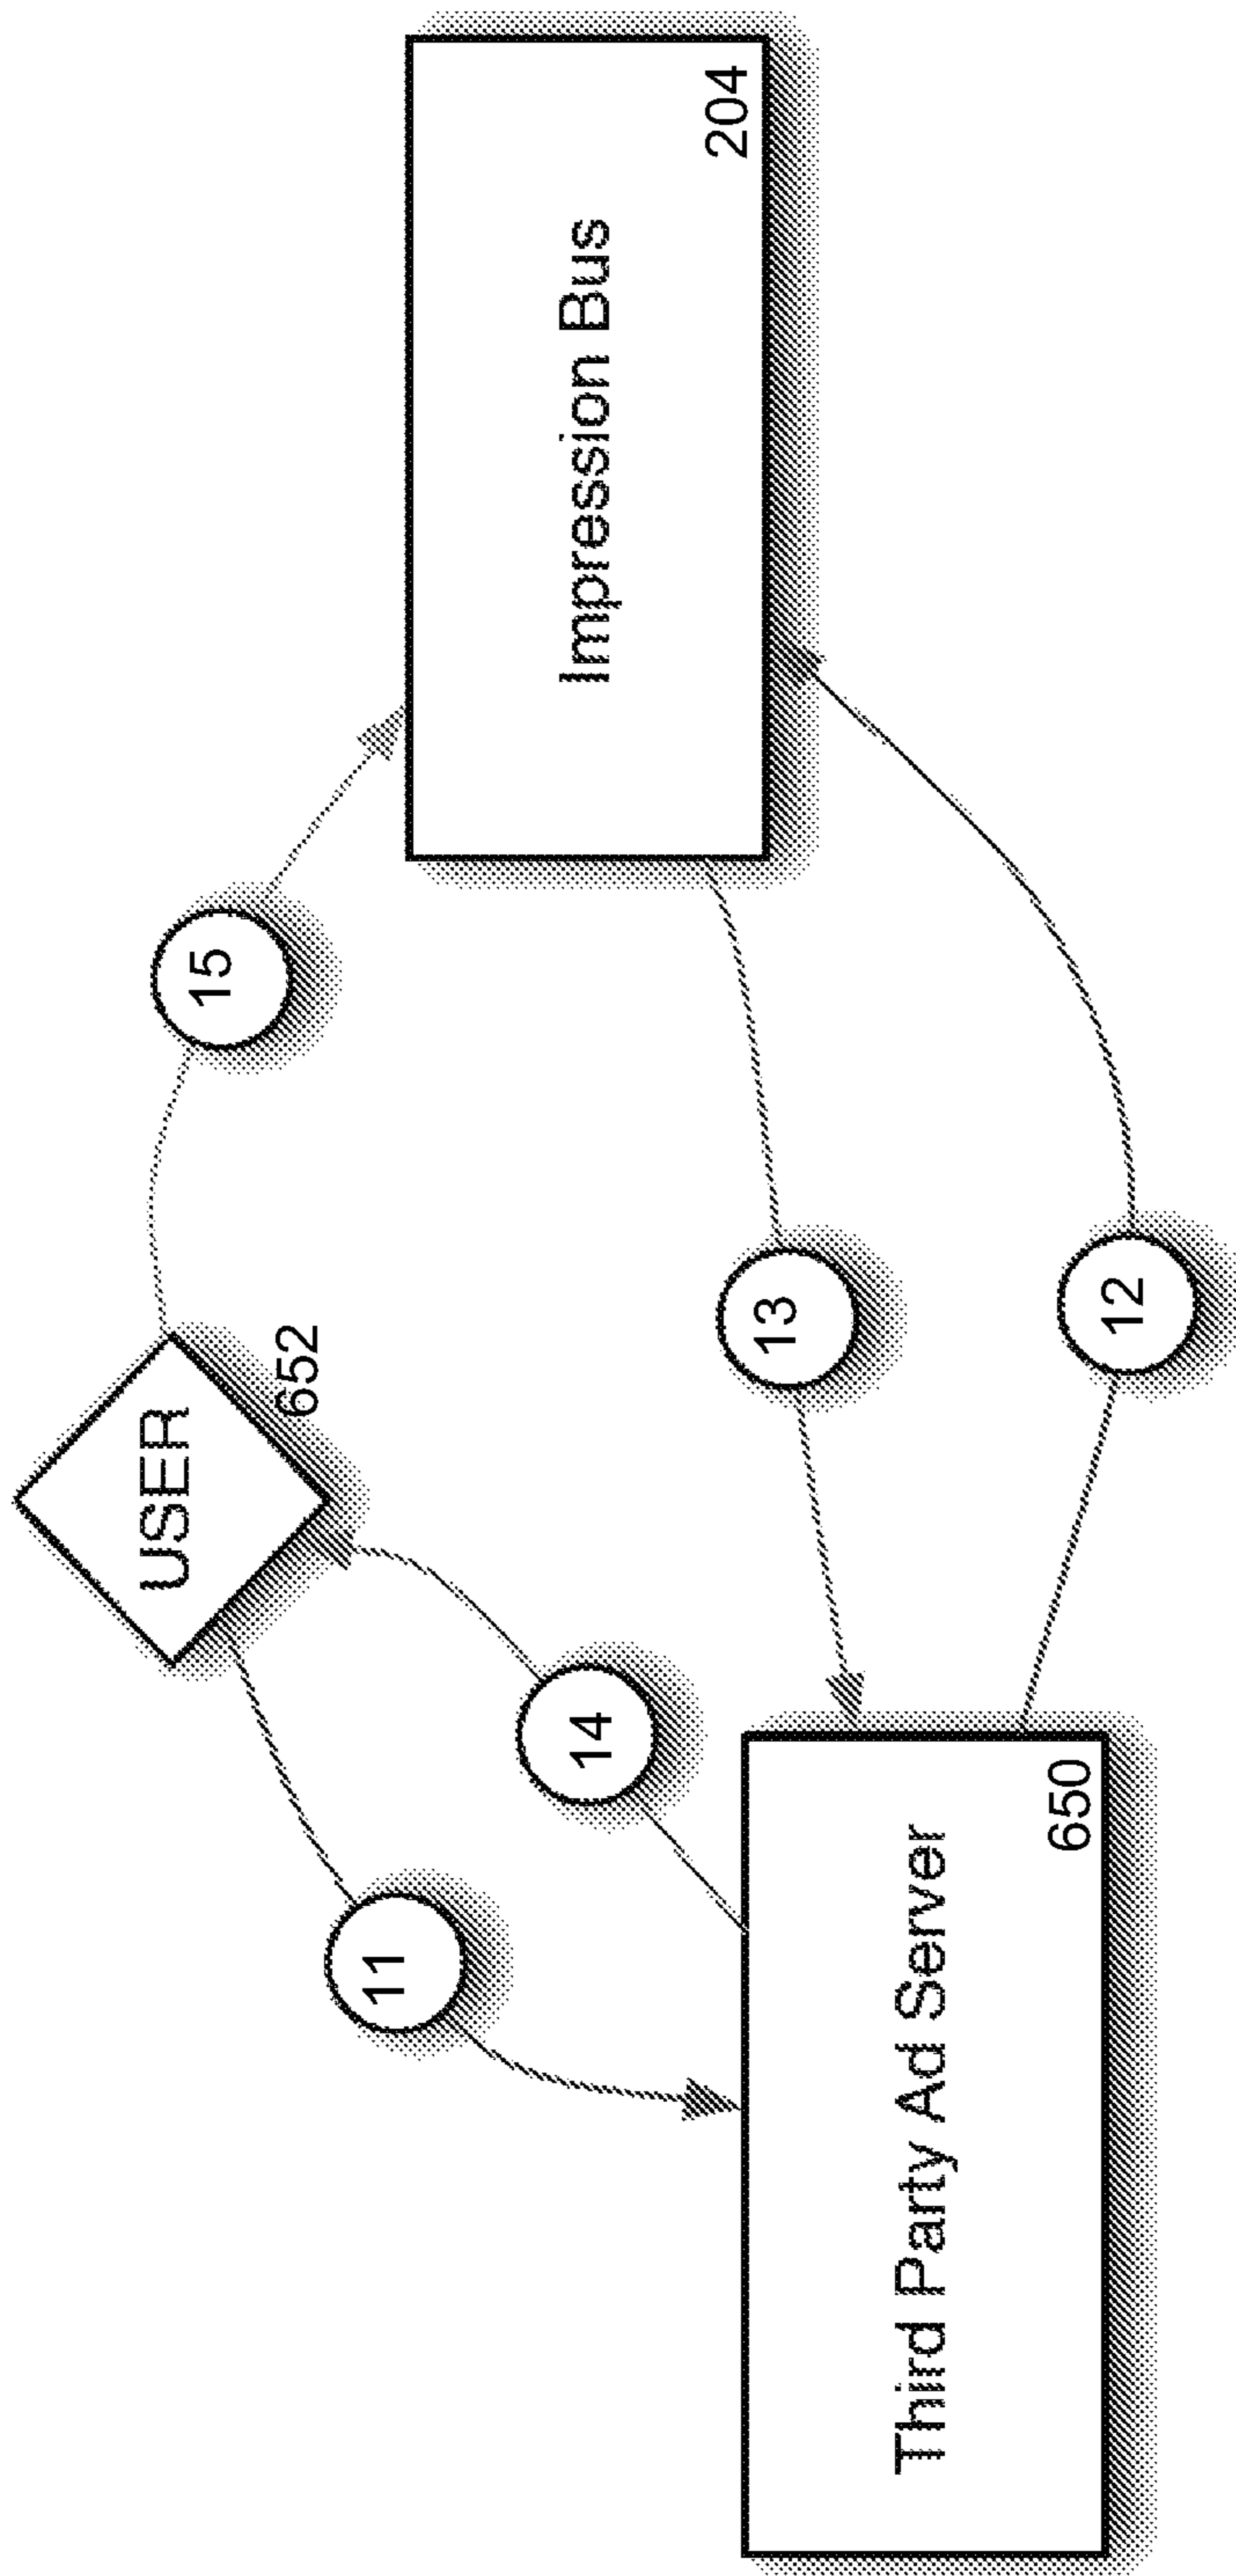 USER
652
15
11
14
Impression Bus
204
13
12
Third Party Ad Server
650